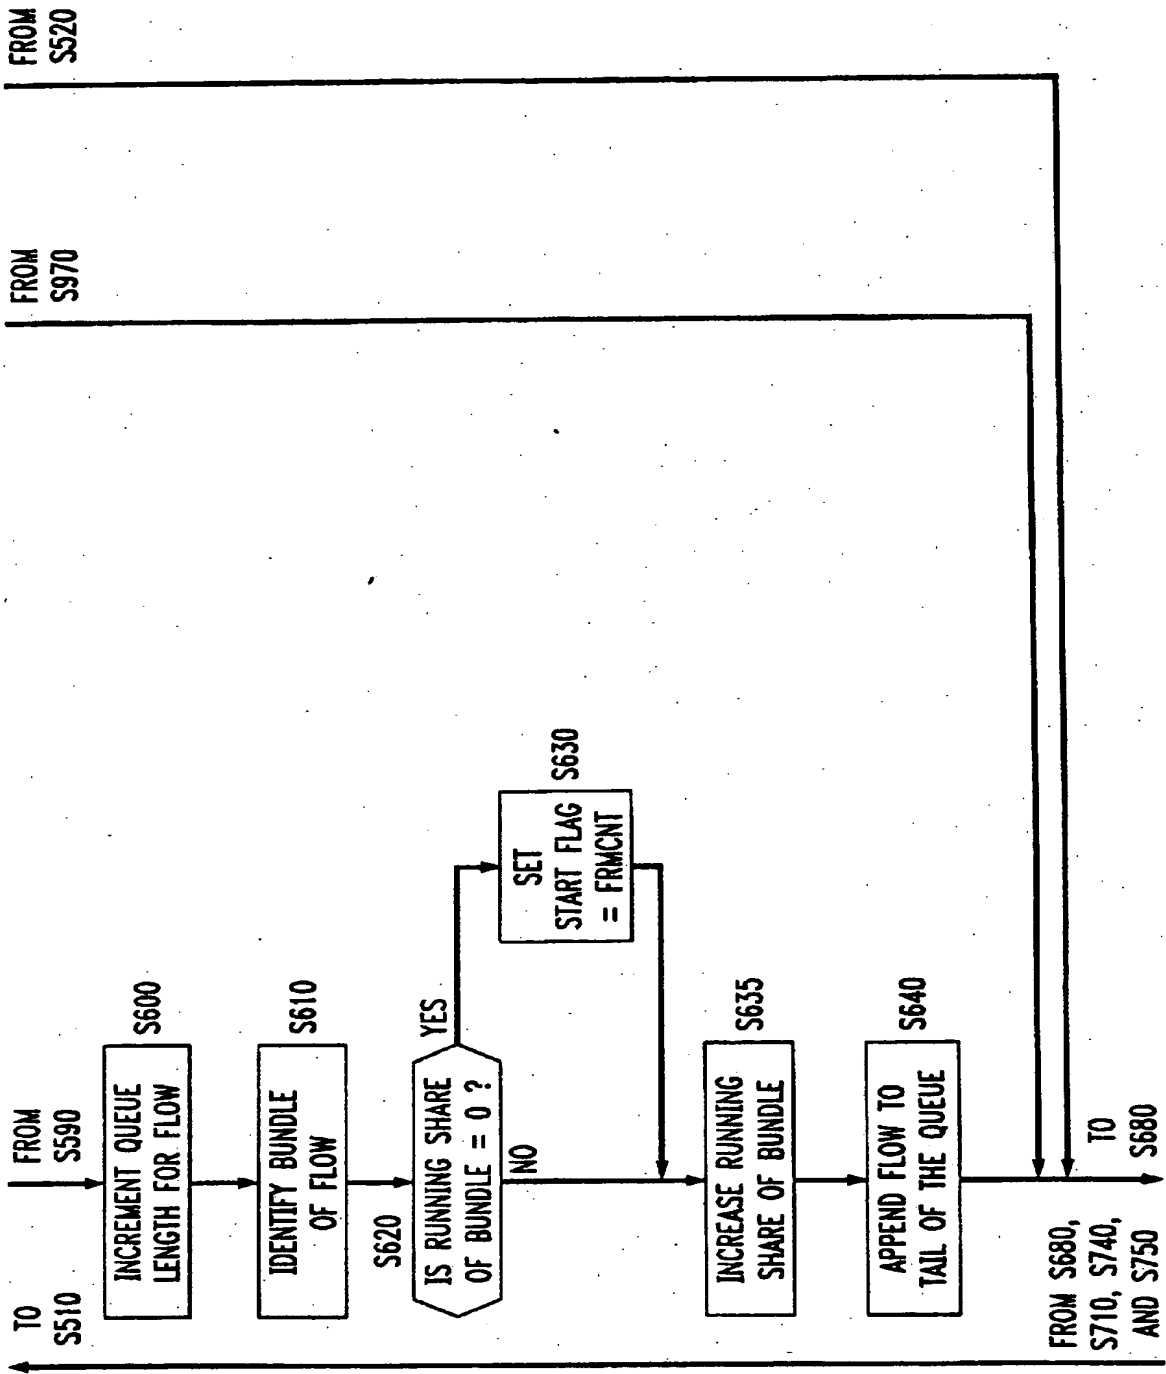 TO
S510
FROM
S590
FROM
S970
FROM
S520
INCREMENT QUEUE
LENGTH FOR FLOW
S600
IDENTIFY BUNDLE
OF FLOW
S610
S620
IS RUNNING SHARE
OF BUNDLE = 0 ?
YES
NO
SET
START FLAG
= FRMCNT
S630
INCREASE RUNNING
SHARE OF BUNDLE
S635
APPEND FLOW TO
TAIL OF THE QUEUE
S640
FROM S680,
S710, S740,
AND S750
TO
S680